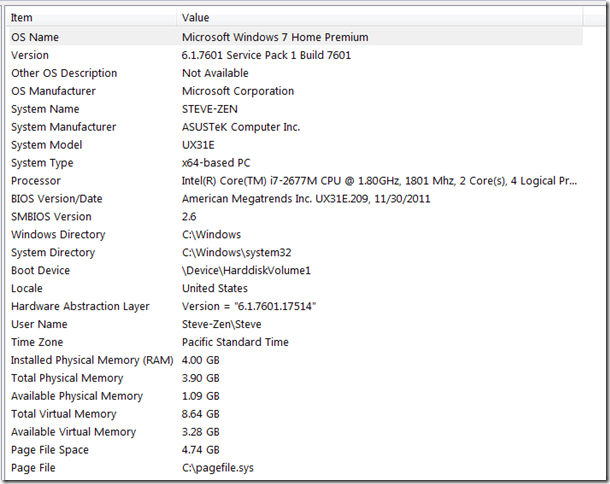 Item Value
OS Name Microsoft Windows 7 Home Premium
Version 6.1.7601 Service Pack 1 Build 7601
Other OS Description Not Available
OS Manufacturer Microsoft Corporation
System Name STEVE-ZEN
System Manufacturer ASUSTeK Computer Inc.
System Model UX31E
System Type x64-based PC
Processor Intel(R) Core(TM) i7-2677M CPU @ 1.80GHz, 1801 Mhz, 2 Core(s), 4 Logical Pr...
BIOS Version/Date American Megatrends Inc. UX31E.209, 11/30/2011
SMBIOS Version 2.6
Windows Directory C:\Windows
System Directory C:\Windows\system32
Boot Device \Device\HarddiskVolume1
Locale United States
Hardware Abstraction Layer Version = "6.1.7601.17514"
User Name Steve-Zen\Steve
Time Zone Pacific Standard Time
Installed Physical Memory (RAM) 4.00 GB
Total Physical Memory 3.90 GB
Available Physical Memory 1.09 GB
Total Virtual Memory 8.64 GB
Available Virtual Memory 3.28 GB
Page File Space 4.74 GB
Page File C:\pagefile.sys